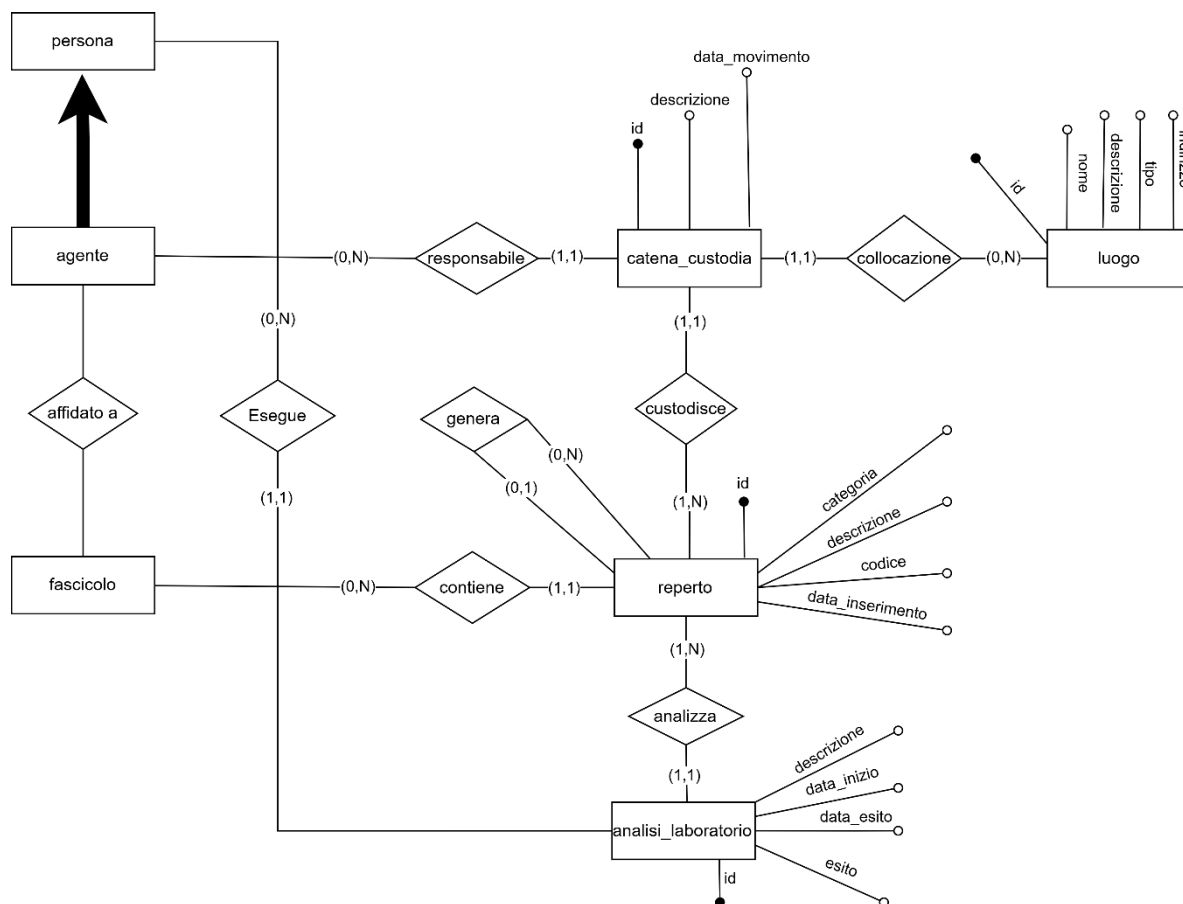 persona
data_movimento
descrizione
id
nome
descrizione
tipo
indirizzo
id
agente
(0,N)
responsabile
(1,1)
catena_custodia
(1,1)
collocazione
(0,N)
luogo
(0,N)
(1,1)
affidato a
Esegue
genera
custodisce
(0,N)
(0,1)
categoria
(1,1)
(1,N)
id
descrizione
fascicolo
(0,N)
contiene
(1,1)
reperto
codice
data_inserimento
(1,N)
analizza
descrizione
(1,1)
data_inizio
data_esito
analisi_laboratorio
esito
id